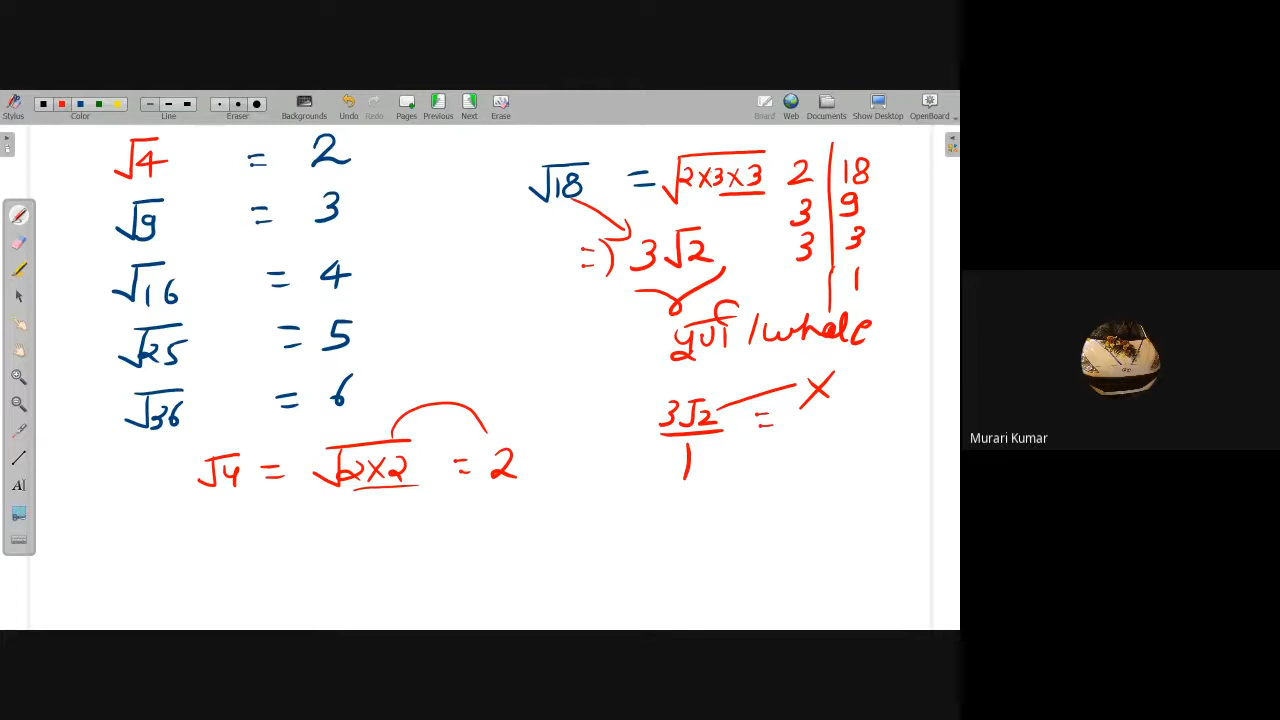 Stylus Color Line Eraser Backgrounds Undo Redo Pages Previous Next Erase Board Web Documents Show Desktop OpenBoard
√4 = 2
√9 = 3
√16 = 4
√25 = 5
√36 = 6
√4 = √2×2 = 2
√18 = √2×3×3
=) 3√2
2 | 18
3 | 9
3 | 3
| 1
पूर्ण / whole
3√2 = ×
1
Murari Kumar